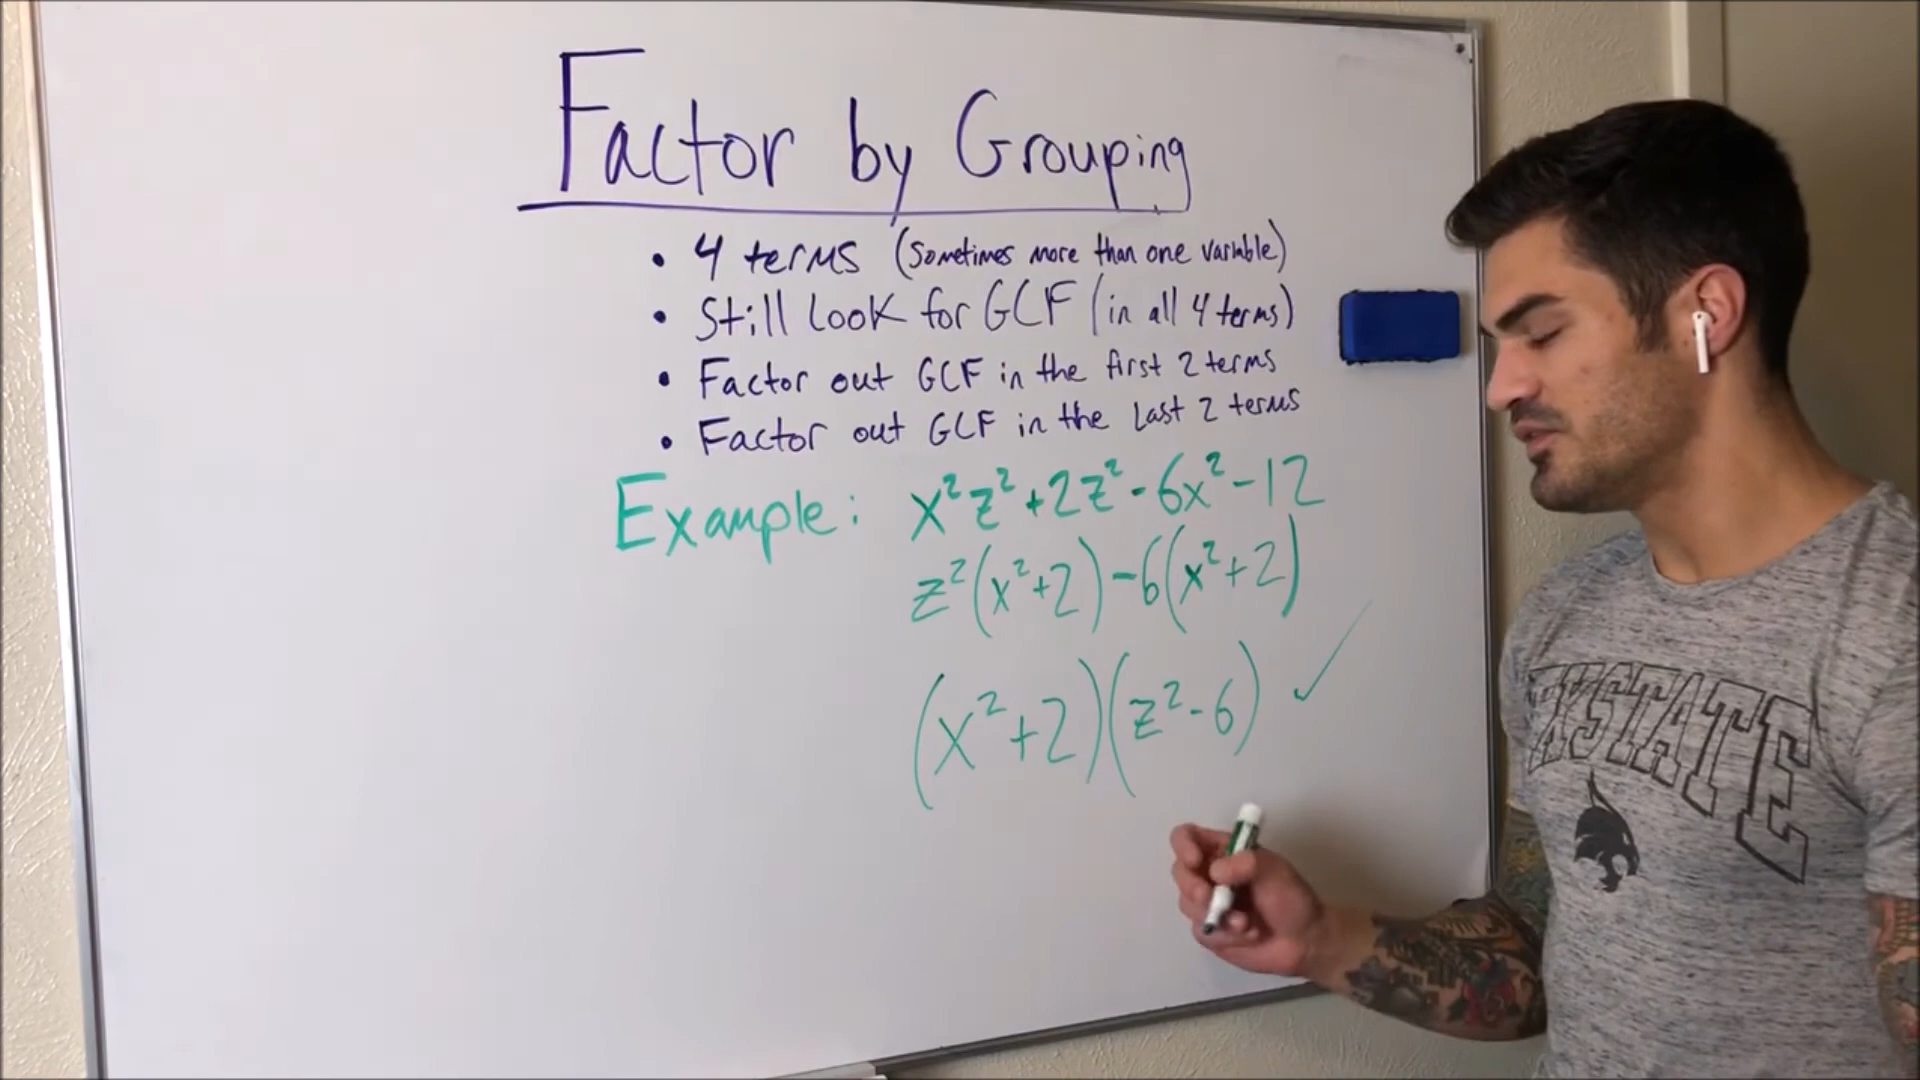 Factor by Grouping
• 4 terms (Sometimes more than one variable)
• Still look for GCF (in all 4 terms)
• Factor out GCF in the first 2 terms
• Factor out GCF in the last 2 terms
Example: x²z²+2z²-6x²-12
z²(x²+2)-6(x²+2)
(x²+2)(z²-6) ✓
TXSTATE